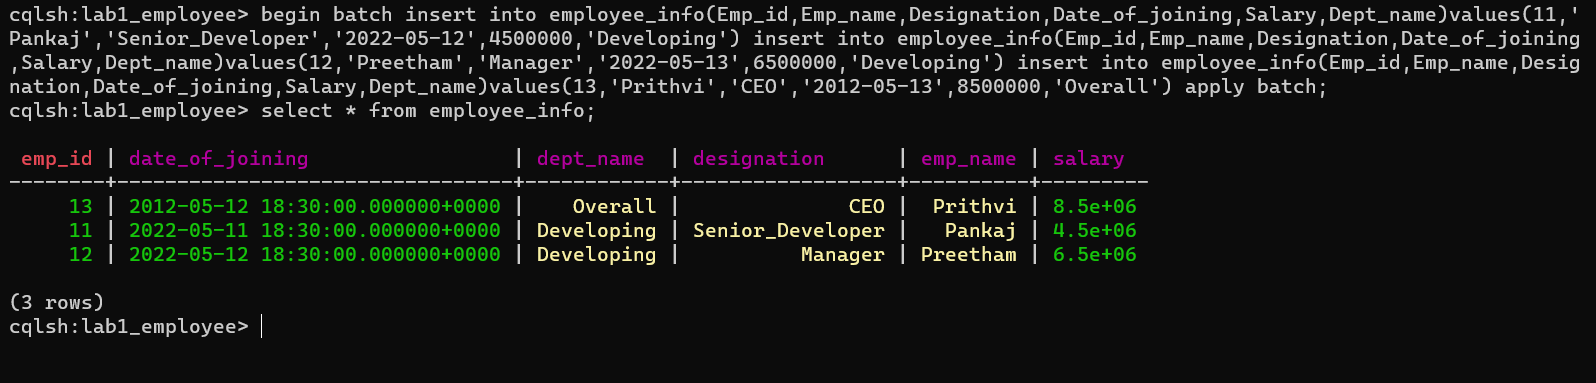 cqlsh:lab1_employee> begin batch insert into employee_info(Emp_id,Emp_name,Designation,Date_of_joining,Salary,Dept_name)values(11,'
Pankaj','Senior_Developer','2022-05-12',4500000,'Developing') insert into employee_info(Emp_id,Emp_name,Designation,Date_of_joining
,Salary,Dept_name)values(12,'Preetham','Manager','2022-05-13',6500000,'Developing') insert into employee_info(Emp_id,Emp_name,Desig
nation,Date_of_joining,Salary,Dept_name)values(13,'Prithvi','CEO','2012-05-13',8500000,'Overall') apply batch;
cqlsh:lab1_employee> select * from employee_info;
 emp_id | date_of_joining                 | dept_name  | designation      | emp_name | salary
--------+---------------------------------+------------+------------------+----------+---------
     13 | 2012-05-12 18:30:00.000000+0000 |    Overall |              CEO |  Prithvi | 8.5e+06
     11 | 2022-05-11 18:30:00.000000+0000 | Developing | Senior_Developer |   Pankaj | 4.5e+06
     12 | 2022-05-12 18:30:00.000000+0000 | Developing |          Manager | Preetham | 6.5e+06
(3 rows)
cqlsh:lab1_employee>